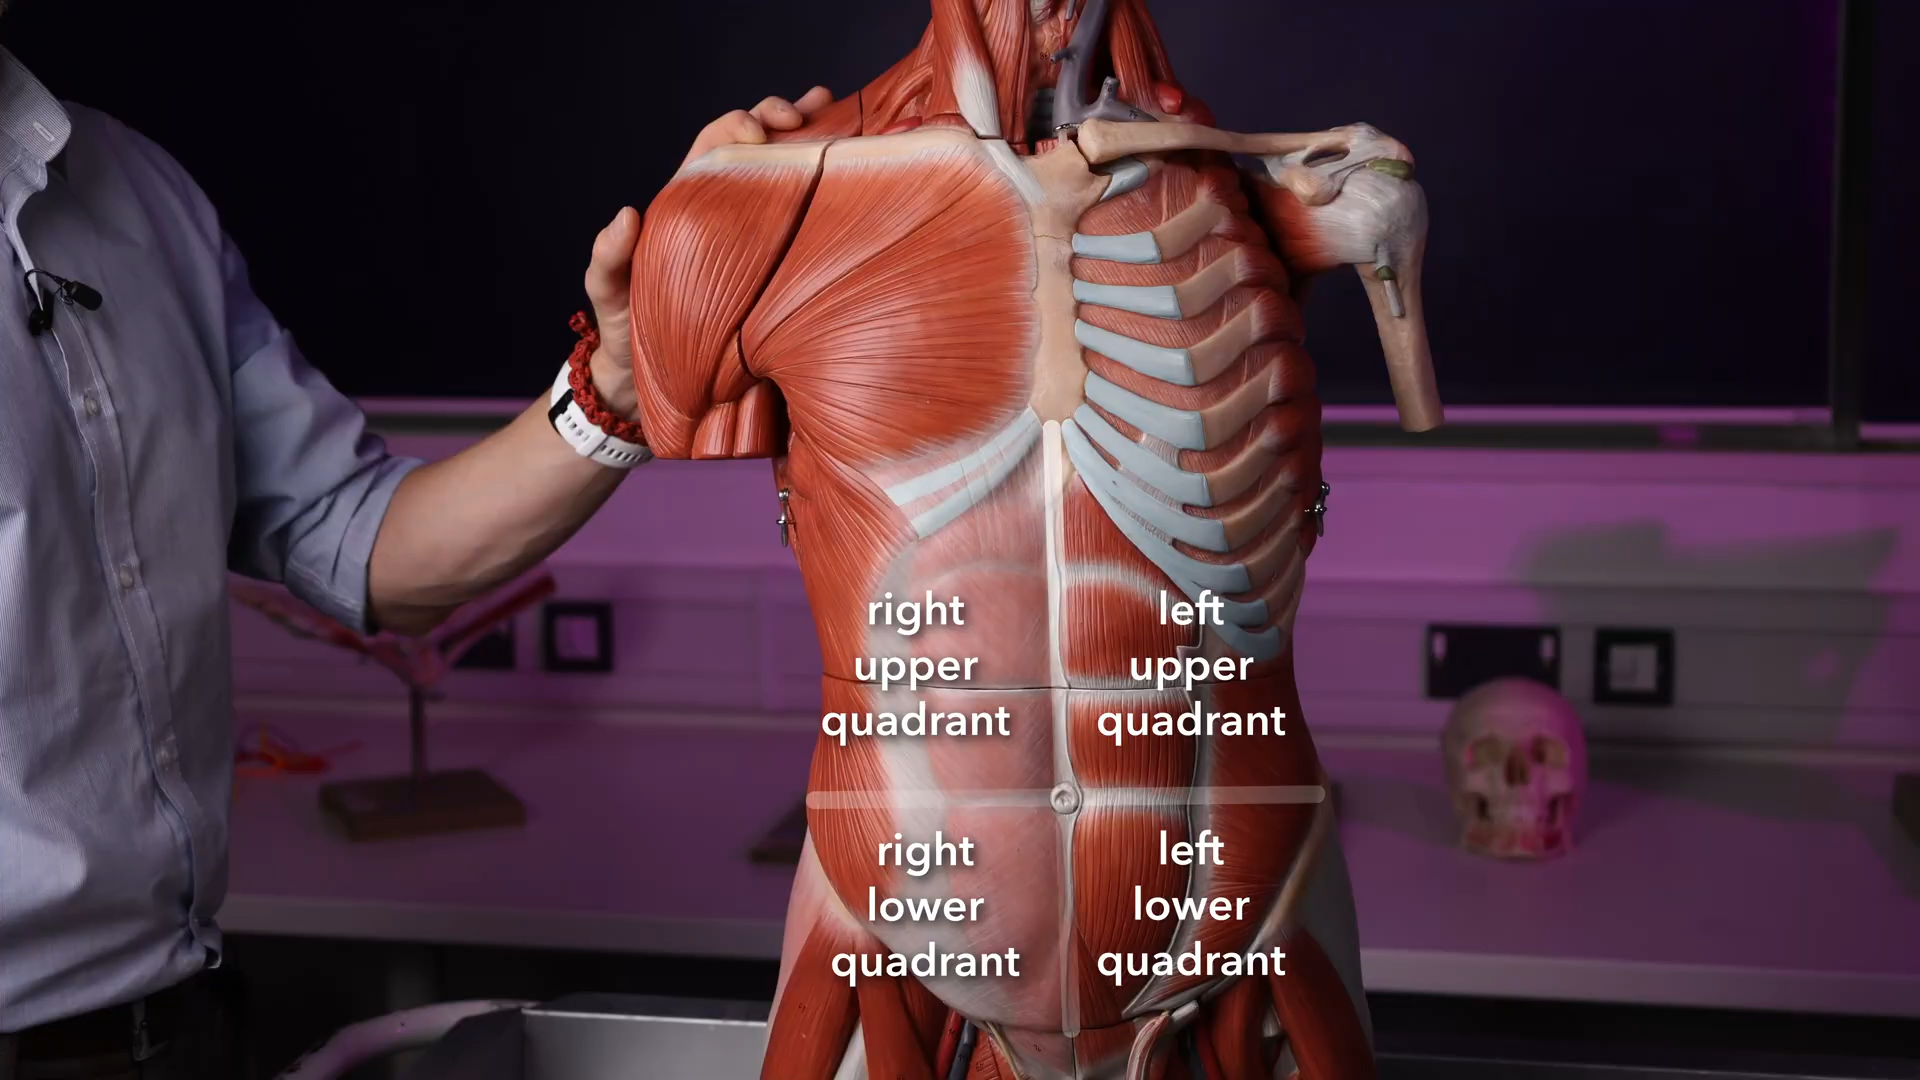 right
upper
quadrant
left
upper
quadrant
right
lower
quadrant
left
lower
quadrant